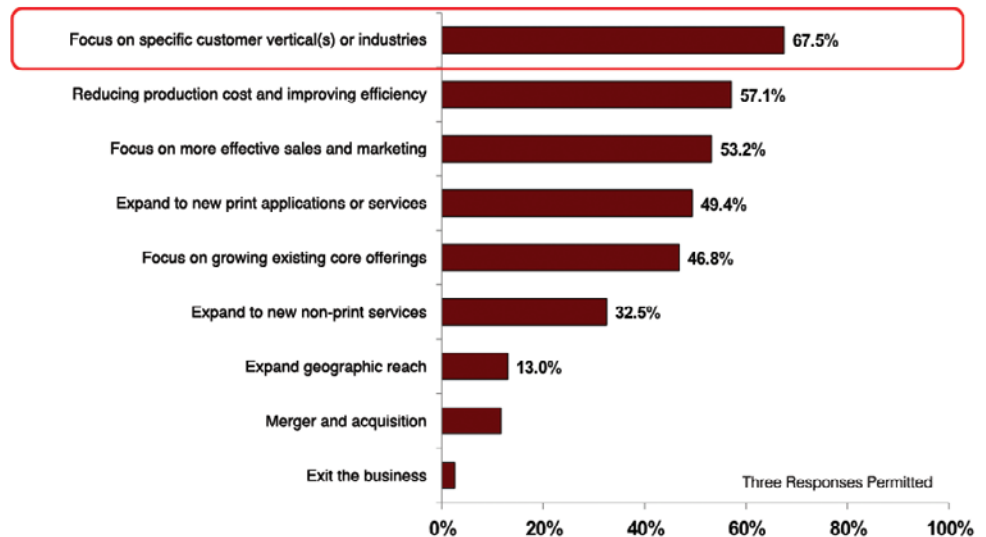 Focus on specific customer vertical(s) or industries 67.5%
Reducing production cost and improving efficiency 57.1%
Focus on more effective sales and marketing 53.2%
Expand to new print applications or services 49.4%
Focus on growing existing core offerings 46.8%
Expand to new non-print services 32.5%
Expand geographic reach 13.0%
Merger and acquisition
Exit the business
Three Responses Permitted
0% 20% 40% 60% 80% 100%